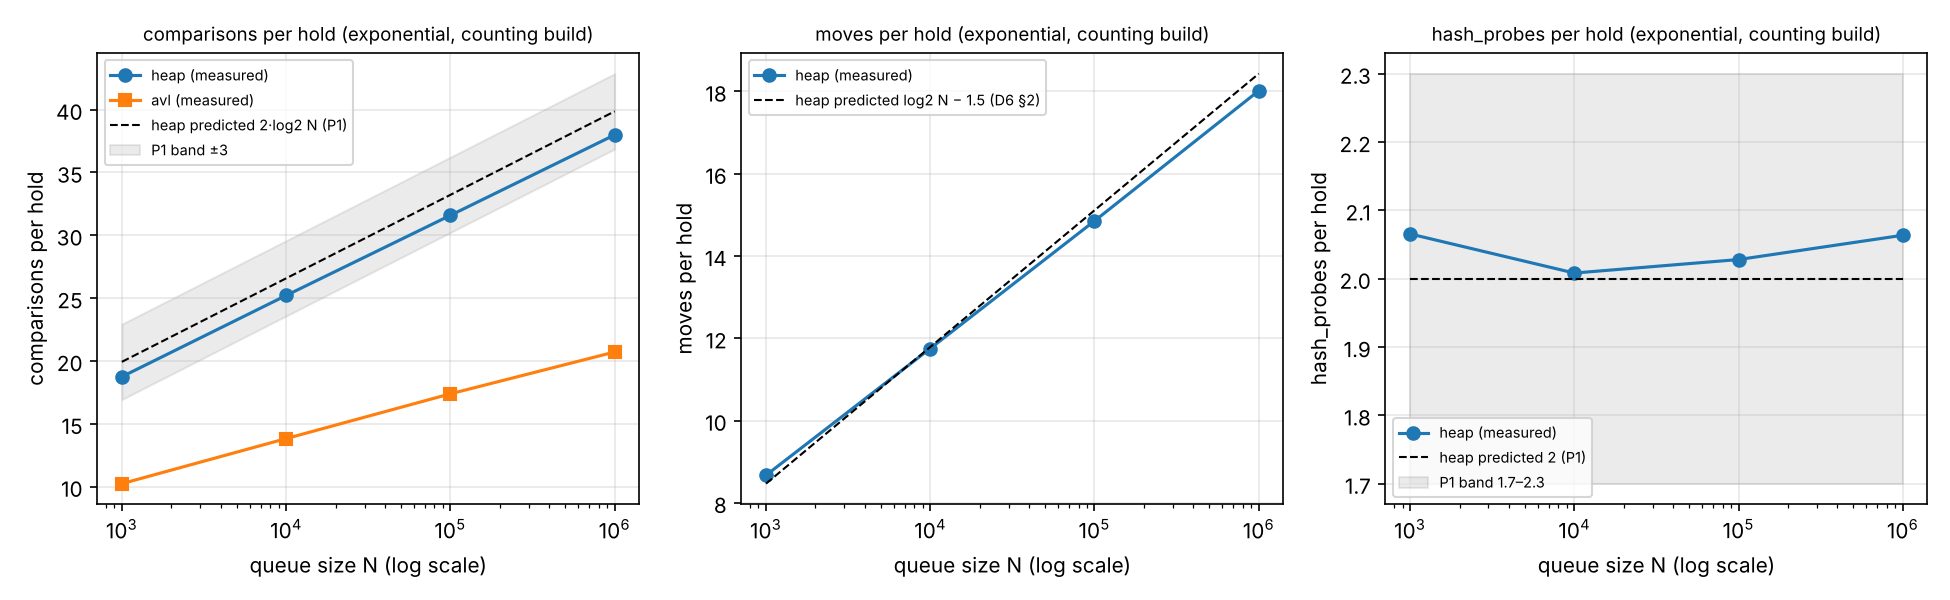 comparisons per hold (exponential, counting build)
heap (measured)
avl (measured)
heap predicted 2·log2 N (P1)
P1 band ±3
comparisons per hold
40
35
30
25
20
15
10
10³
10⁴
10⁵
10⁶
queue size N (log scale)
moves per hold (exponential, counting build)
heap (measured)
heap predicted log2 N − 1.5 (D6 §2)
moves per hold
18
16
14
12
10
8
10³
10⁴
10⁵
10⁶
queue size N (log scale)
hash_probes per hold (exponential, counting build)
hash_probes per hold
2.3
2.2
2.1
2.0
1.9
1.8
1.7
heap (measured)
heap predicted 2 (P1)
P1 band 1.7–2.3
10³
10⁴
10⁵
10⁶
queue size N (log scale)